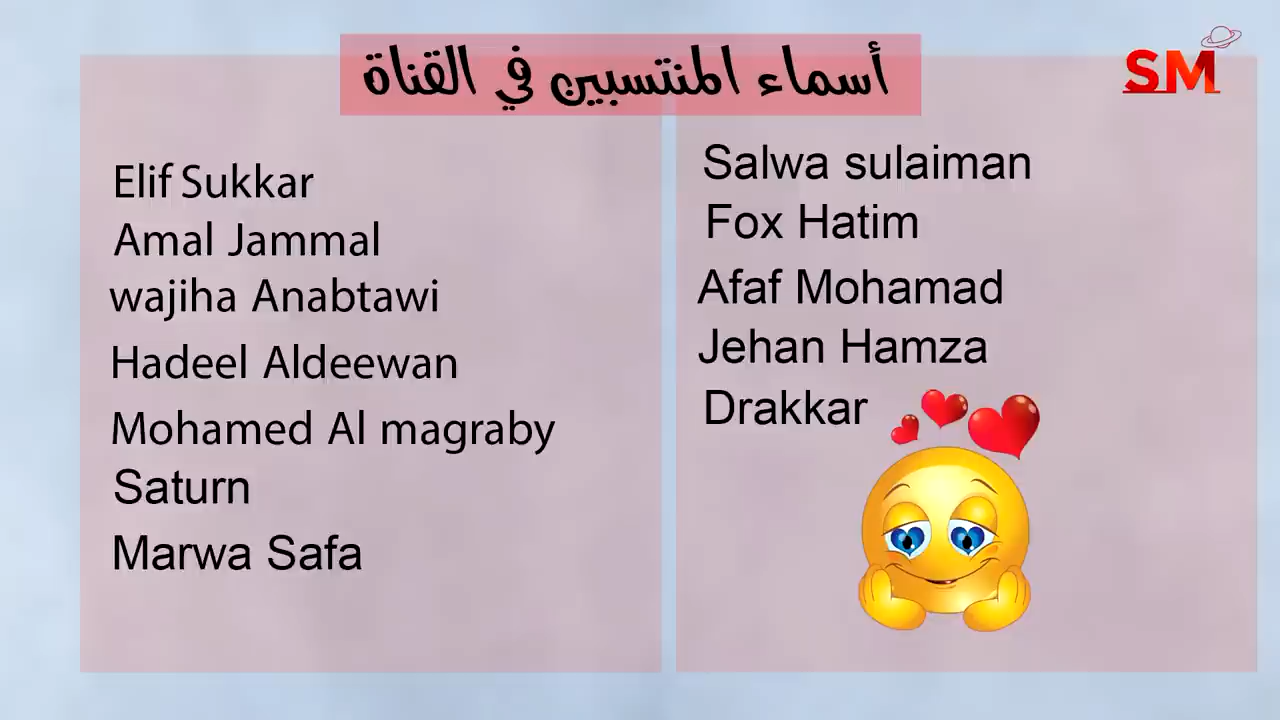 أسماء المنتسبين في القناة
SM
Elif Sukkar
Amal Jammal
wajiha Anabtawi
Hadeel Aldeewan
Mohamed Al magraby
Saturn
Marwa Safa
Salwa sulaiman
Fox Hatim
Afaf Mohamad
Jehan Hamza
Drakkar